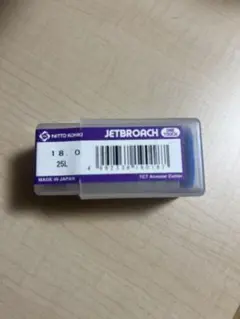 NITTO KOHKI
JETBROACH
18.0
25L
MADE IN JAPAN
TCT Annular Cutter